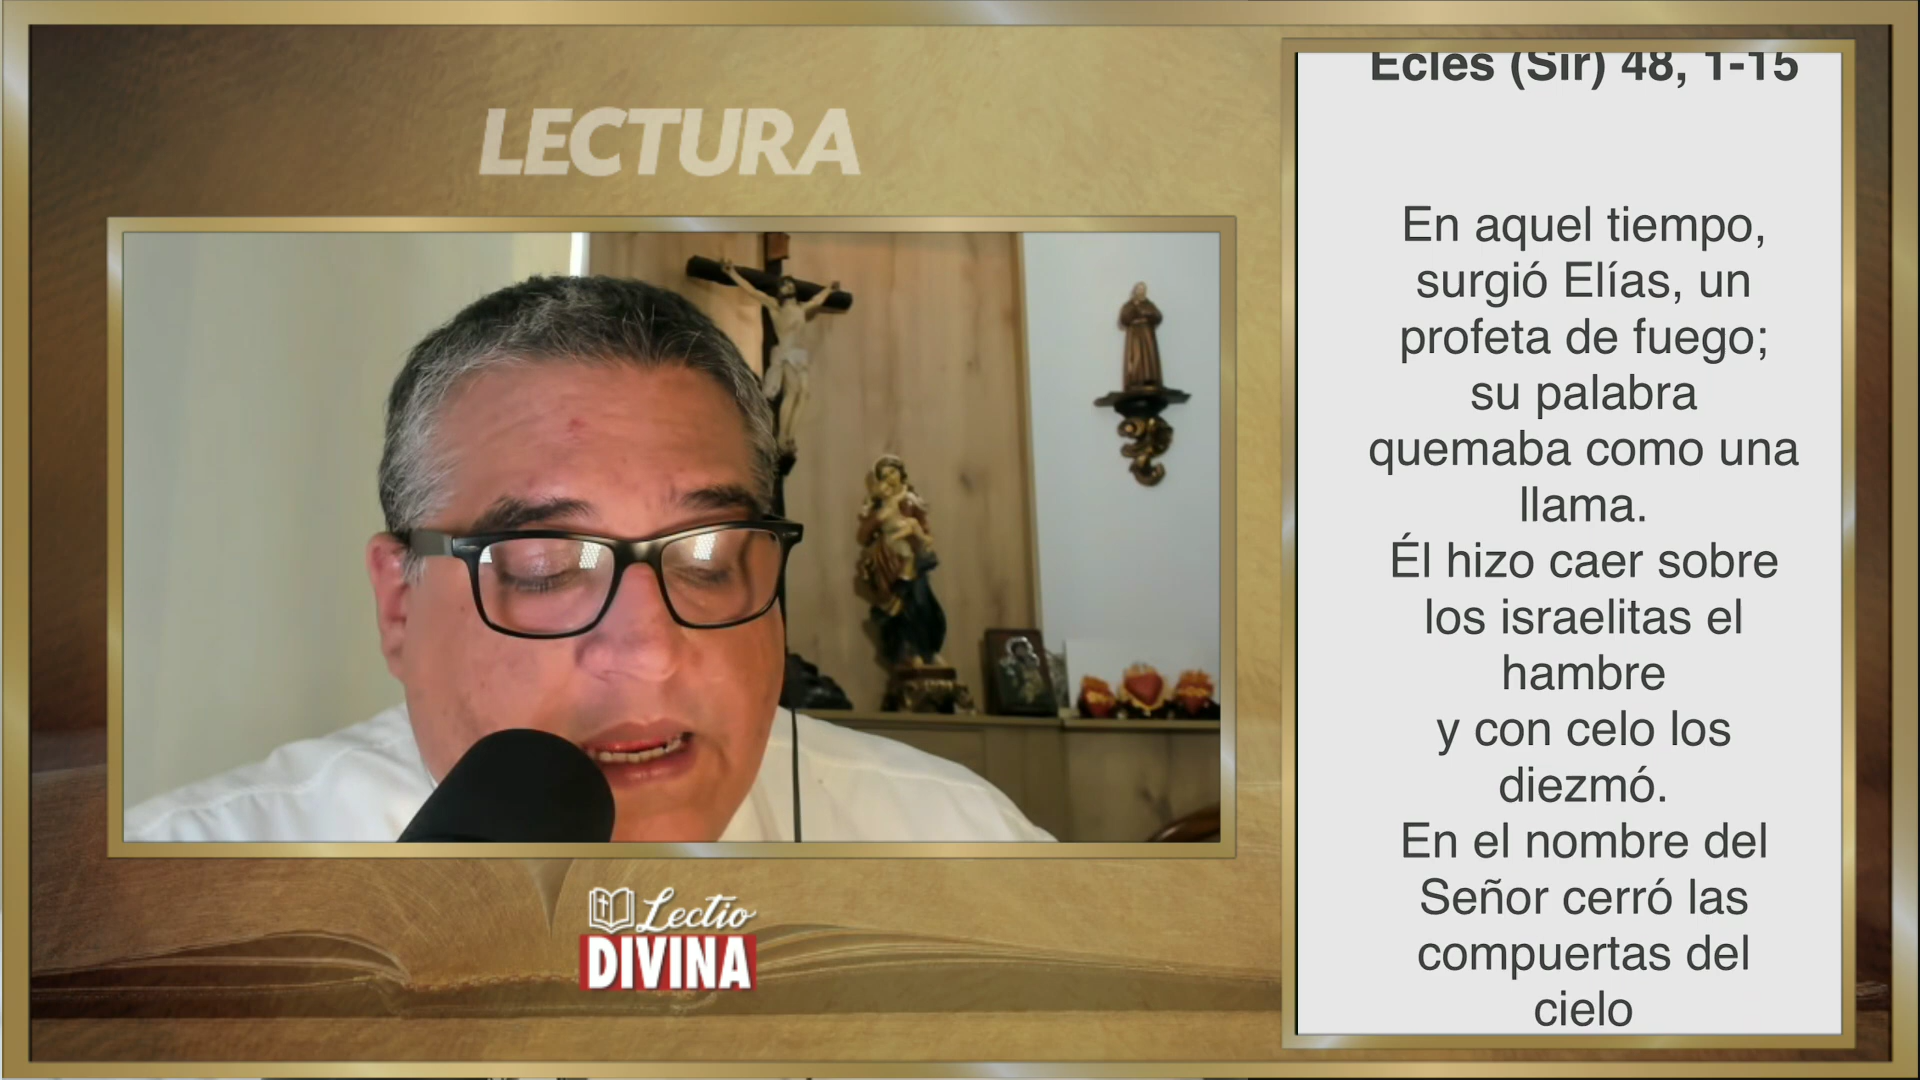 LECTURA
Lectio
DIVINA
Ecles (Sir) 48, 1-15
En aquel tiempo,
surgió Elías, un
profeta de fuego;
su palabra
quemaba como una
llama.
Él hizo caer sobre
los israelitas el
hambre
y con celo los
diezmó.
En el nombre del
Señor cerró las
compuertas del
cielo